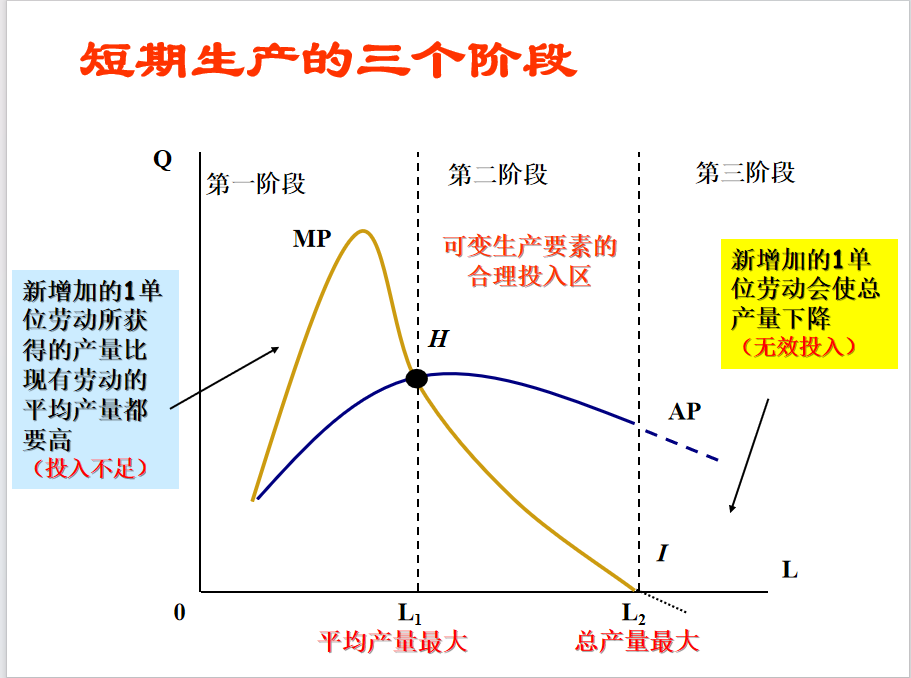 短期生产的三个阶段
Q
第一阶段
第二阶段
第三阶段
MP
可变生产要素的
合理投入区
新增加的1单
位劳动会使总
产量下降
（无效投入）
新增加的1单
位劳动所获
得的产量比
现有劳动的
平均产量都
要高
（投入不足）
H
AP
I
L
0
L₁
L₂
平均产量最大
总产量最大